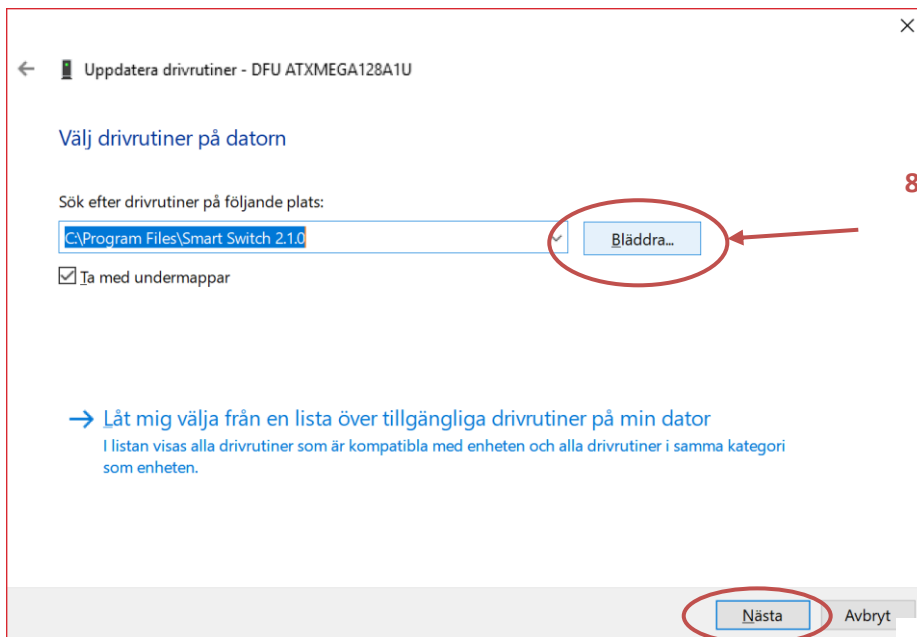 Uppdatera drivrutiner - DFU ATXMEGA128A1U
Välj drivrutiner på datorn
8
Sök efter drivrutiner på följande plats:
C:\Program Files\Smart Switch 2.1.0
Bläddra...
Ta med undermappar
Låt mig välja från en lista över tillgängliga drivrutiner på min dator
I listan visas alla drivrutiner som är kompatibla med enheten och alla drivrutiner i samma kategori
som enheten.
Nästa
Avbryt